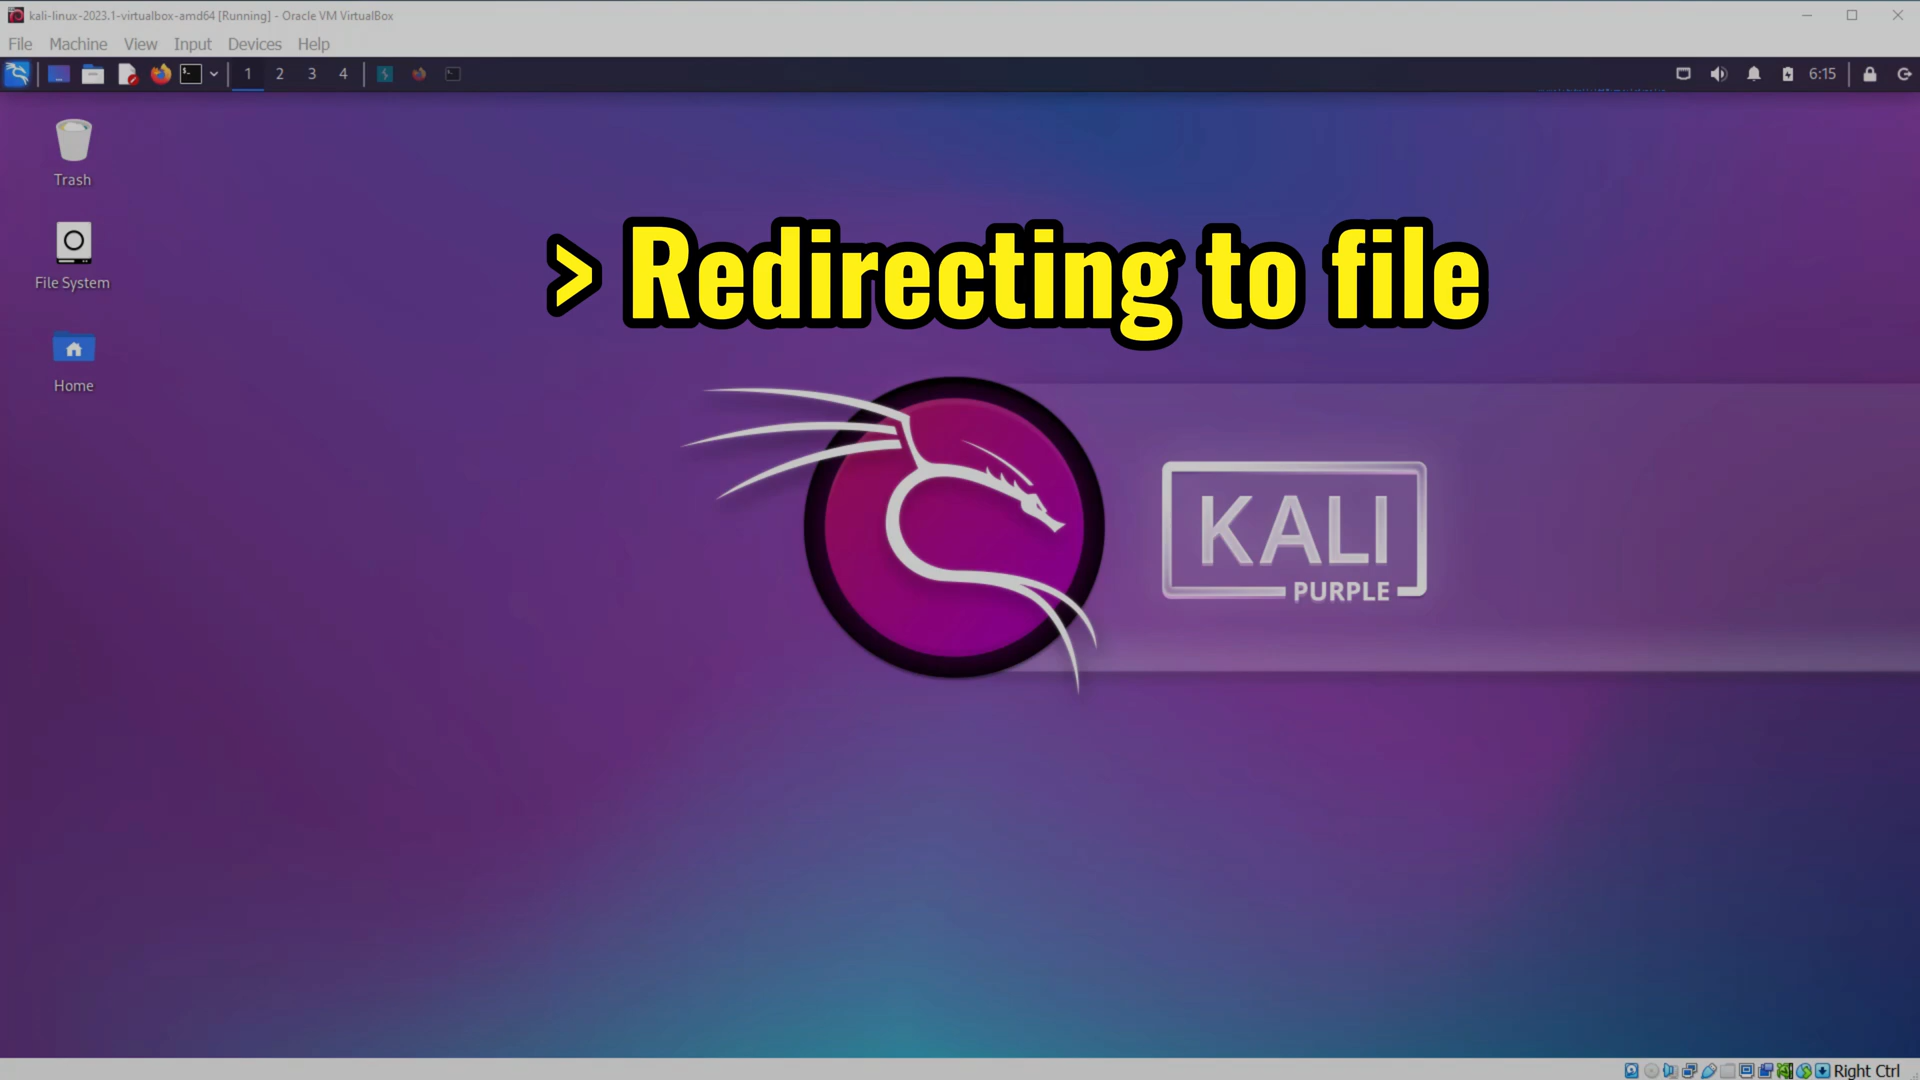 kali-linux-2023.1-virtualbox-amd64 [Running] - Oracle VM VirtualBox
File Machine View Input Devices Help
1 2 3 4 6:15
Trash
File System
Home
> Redirecting to file
KALI
PURPLE
Right Ctrl